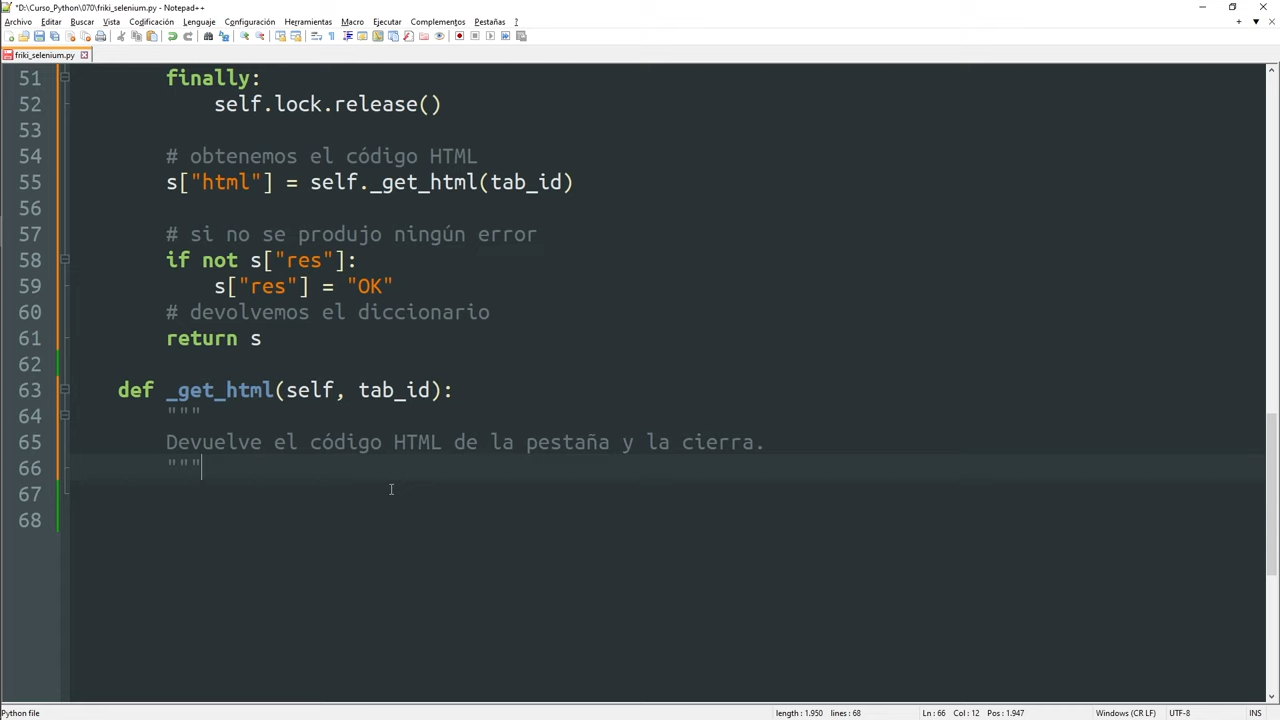 *D:\Curso_Python\070\friki_selenium.py - Notepad++
Archivo Editar Buscar Vista Codificación Lenguaje Configuración Herramientas Macro Ejecutar Complementos Pestañas ?
friki_selenium.py
51 finally:
52 self.lock.release()
53
54 # obtenemos el código HTML
55 s["html"] = self._get_html(tab_id)
56
57 # si no se produjo ningún error
58 if not s["res"]:
59 s["res"] = "OK"
60 # devolvemos el diccionario
61 return s
62
63 def _get_html(self, tab_id):
64 """
65 Devuelve el código HTML de la pestaña y la cierra.
66 """
67
68
Python file length : 1.950 lines : 68 Ln : 66 Col : 12 Pos : 1.947 Windows (CR LF) UTF-8 INS